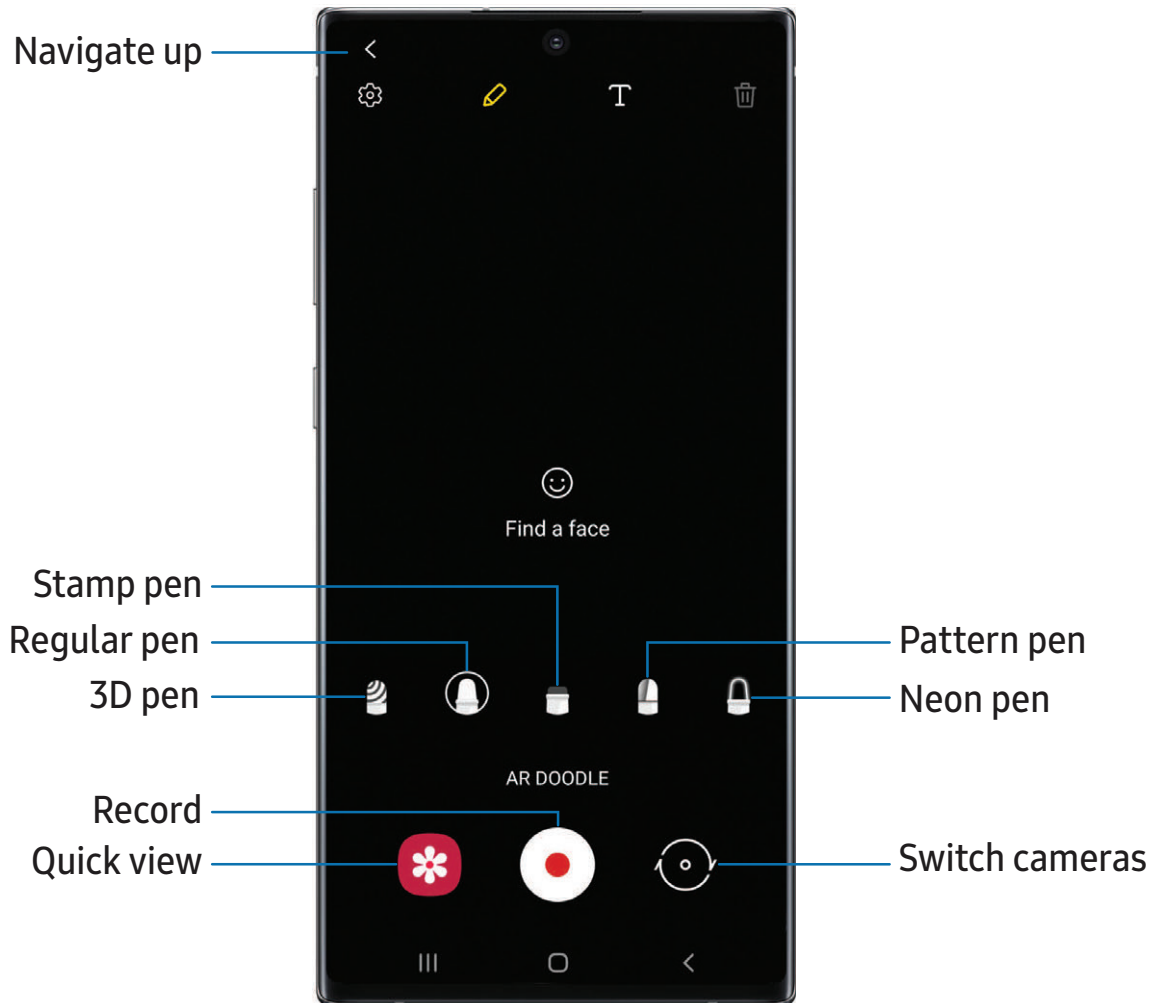 Navigate up
T
Find a face
Stamp pen
Regular pen
3D pen
Pattern pen
Neon pen
AR DOODLE
Record
Quick view
Switch cameras